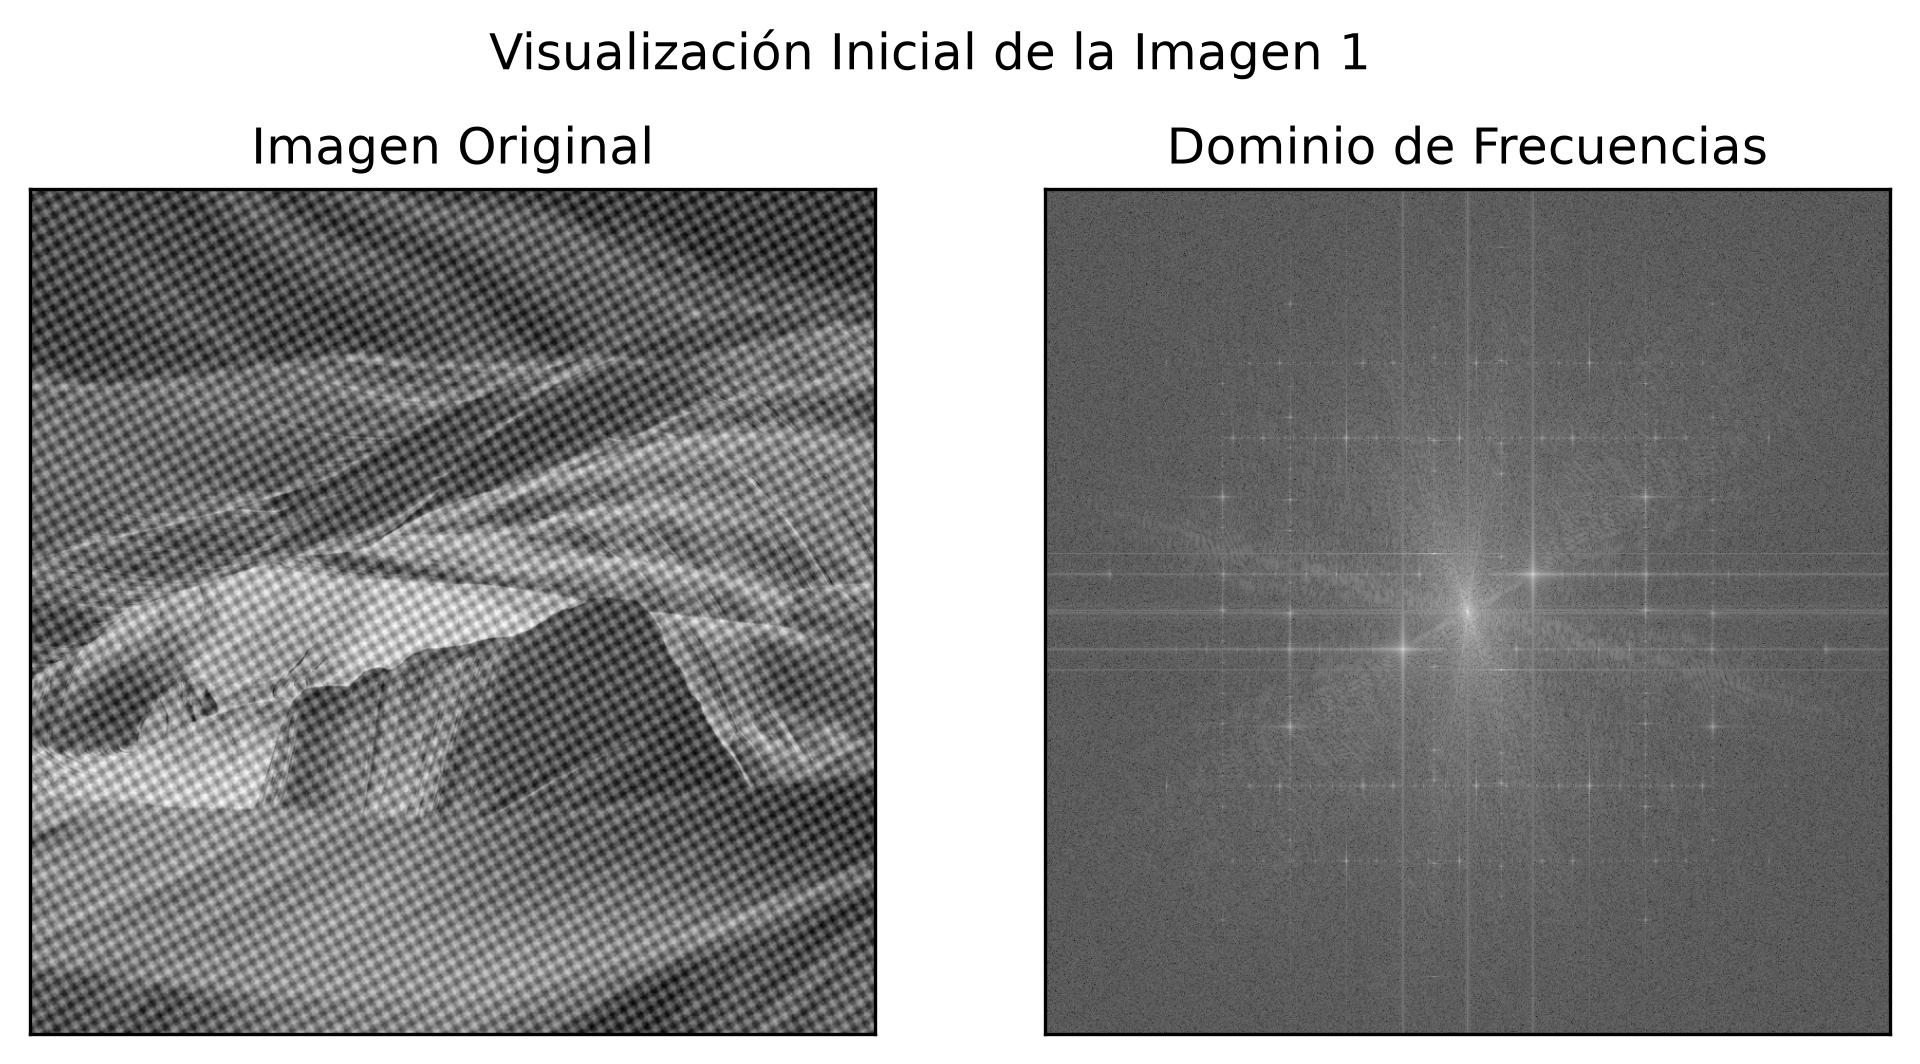 Visualización Inicial de la Imagen 1
Imagen Original
Dominio de Frecuencias